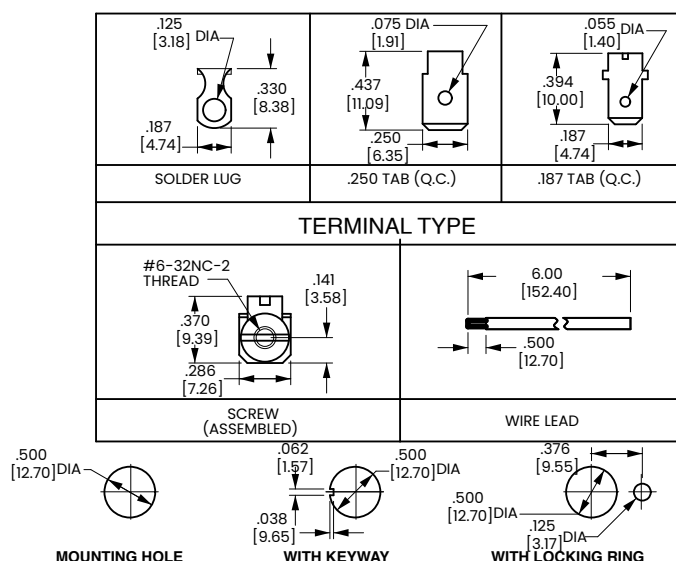 .125
[3.18] DIA
.330
[8.38]
.187
[4.74]
SOLDER LUG
.075 DIA
[1.91]
.437
[11.09]
.250
[6.35]
.250 TAB (Q.C.)
.055
[1.40] DIA
.394
[10.00]
.187
[4.74]
.187 TAB (Q.C.)
TERMINAL TYPE
#6-32NC-2
THREAD
.141
[3.58]
.370
[9.39]
.286
[7.26]
SCREW
(ASSEMBLED)
6.00
[152.40]
.500
[12.70]
WIRE LEAD
.500
[12.70] DIA
MOUNTING HOLE
.062
[1.57]
.500
[12.70] DIA
.038
[9.65]
WITH KEYWAY
.376
[9.55]
.500
[12.70] DIA
.125
[3.17] DIA
WITH LOCKING RING